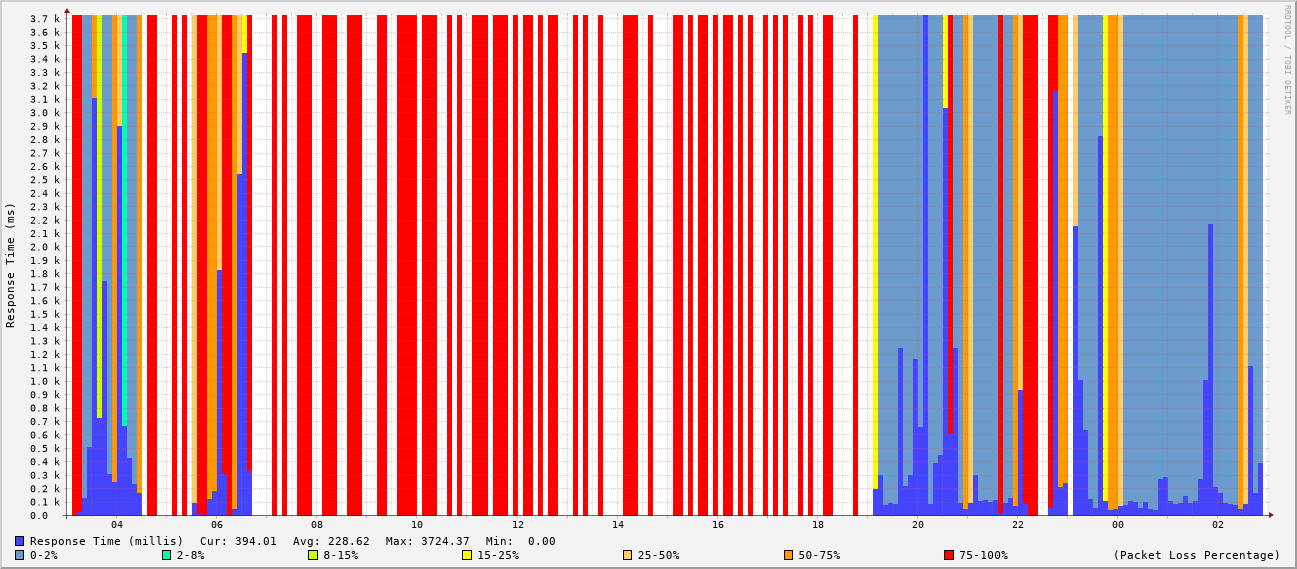 RRDTOOL / TOBI OETIKER
Response Time (ms)
3.7 k
3.6 k
3.5 k
3.4 k
3.3 k
3.2 k
3.1 k
3.0 k
2.9 k
2.8 k
2.7 k
2.6 k
2.5 k
2.4 k
2.3 k
2.2 k
2.1 k
2.0 k
1.9 k
1.8 k
1.7 k
1.6 k
1.5 k
1.4 k
1.3 k
1.2 k
1.1 k
1.0 k
0.9 k
0.8 k
0.7 k
0.6 k
0.5 k
0.4 k
0.3 k
0.2 k
0.1 k
0.0
04 06 08 10 12 14 16 18 20 22 00 02
Response Time (millis) Cur: 394.01 Avg: 228.62 Max: 3724.37 Min: 0.00
0-2% 2-8% 8-15% 15-25% 25-50% 50-75% 75-100% (Packet Loss Percentage)